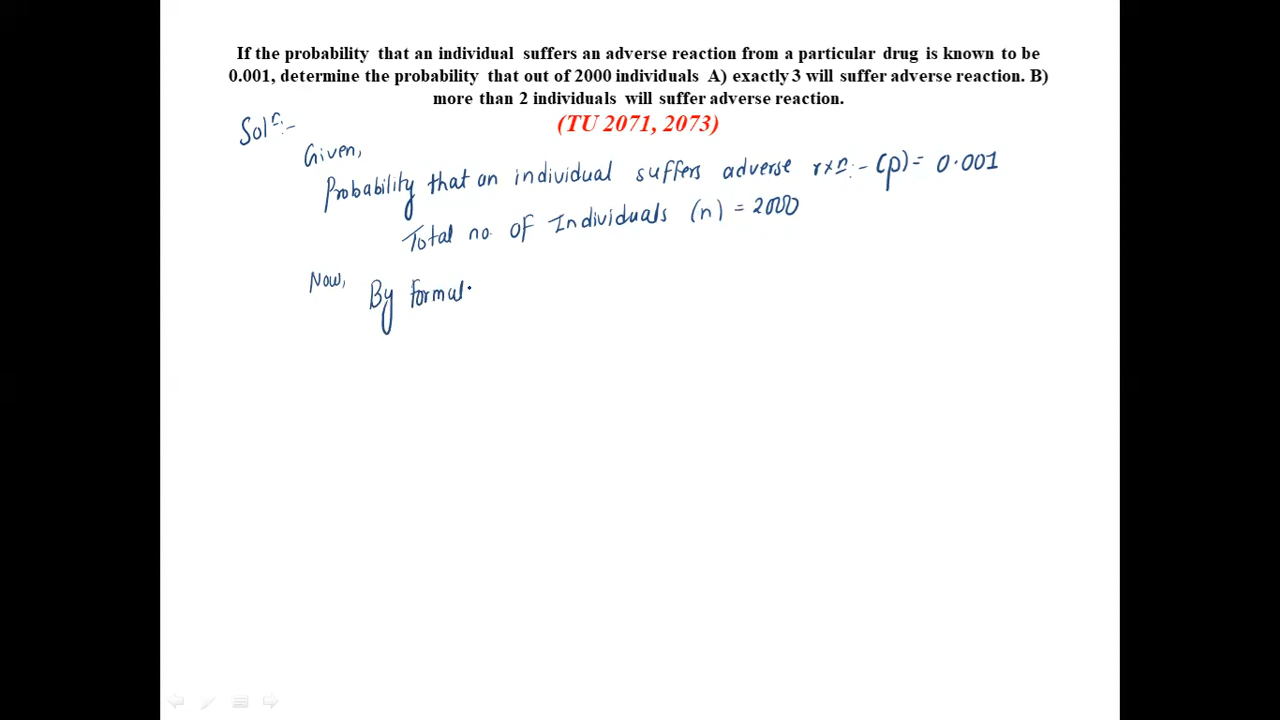 If the probability that an individual suffers an adverse reaction from a particular drug is known to be
0.001, determine the probability that out of 2000 individuals A) exactly 3 will suffer adverse reaction. B)
more than 2 individuals will suffer adverse reaction.
(TU 2071, 2073)
Solⁿ:-
Given,
Probability that an individual suffers adverse rxn:- (p) = 0.001
Total no. of Individuals (n) = 2000
Now,
By formul